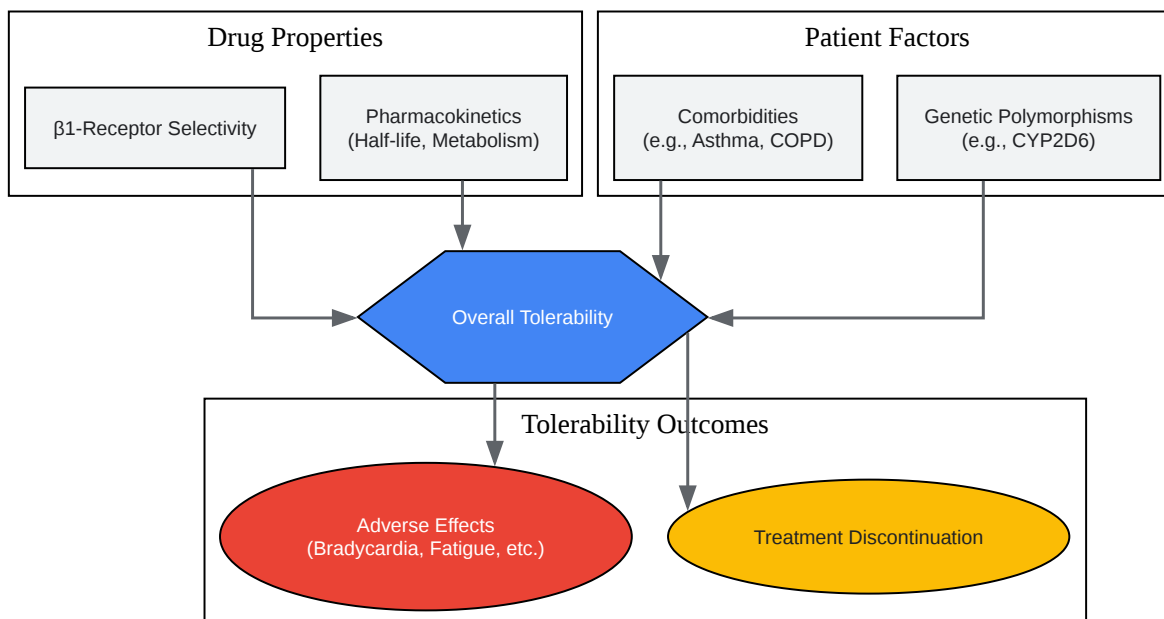 Drug Properties
Patient Factors
β1-Receptor Selectivity
Pharmacokinetics
(Half-life, Metabolism)
Comorbidities
(e.g., Asthma, COPD)
Genetic Polymorphisms
(e.g., CYP2D6)
Overall Tolerability
Tolerability Outcomes
Adverse Effects
(Bradycardia, Fatigue, etc.)
Treatment Discontinuation